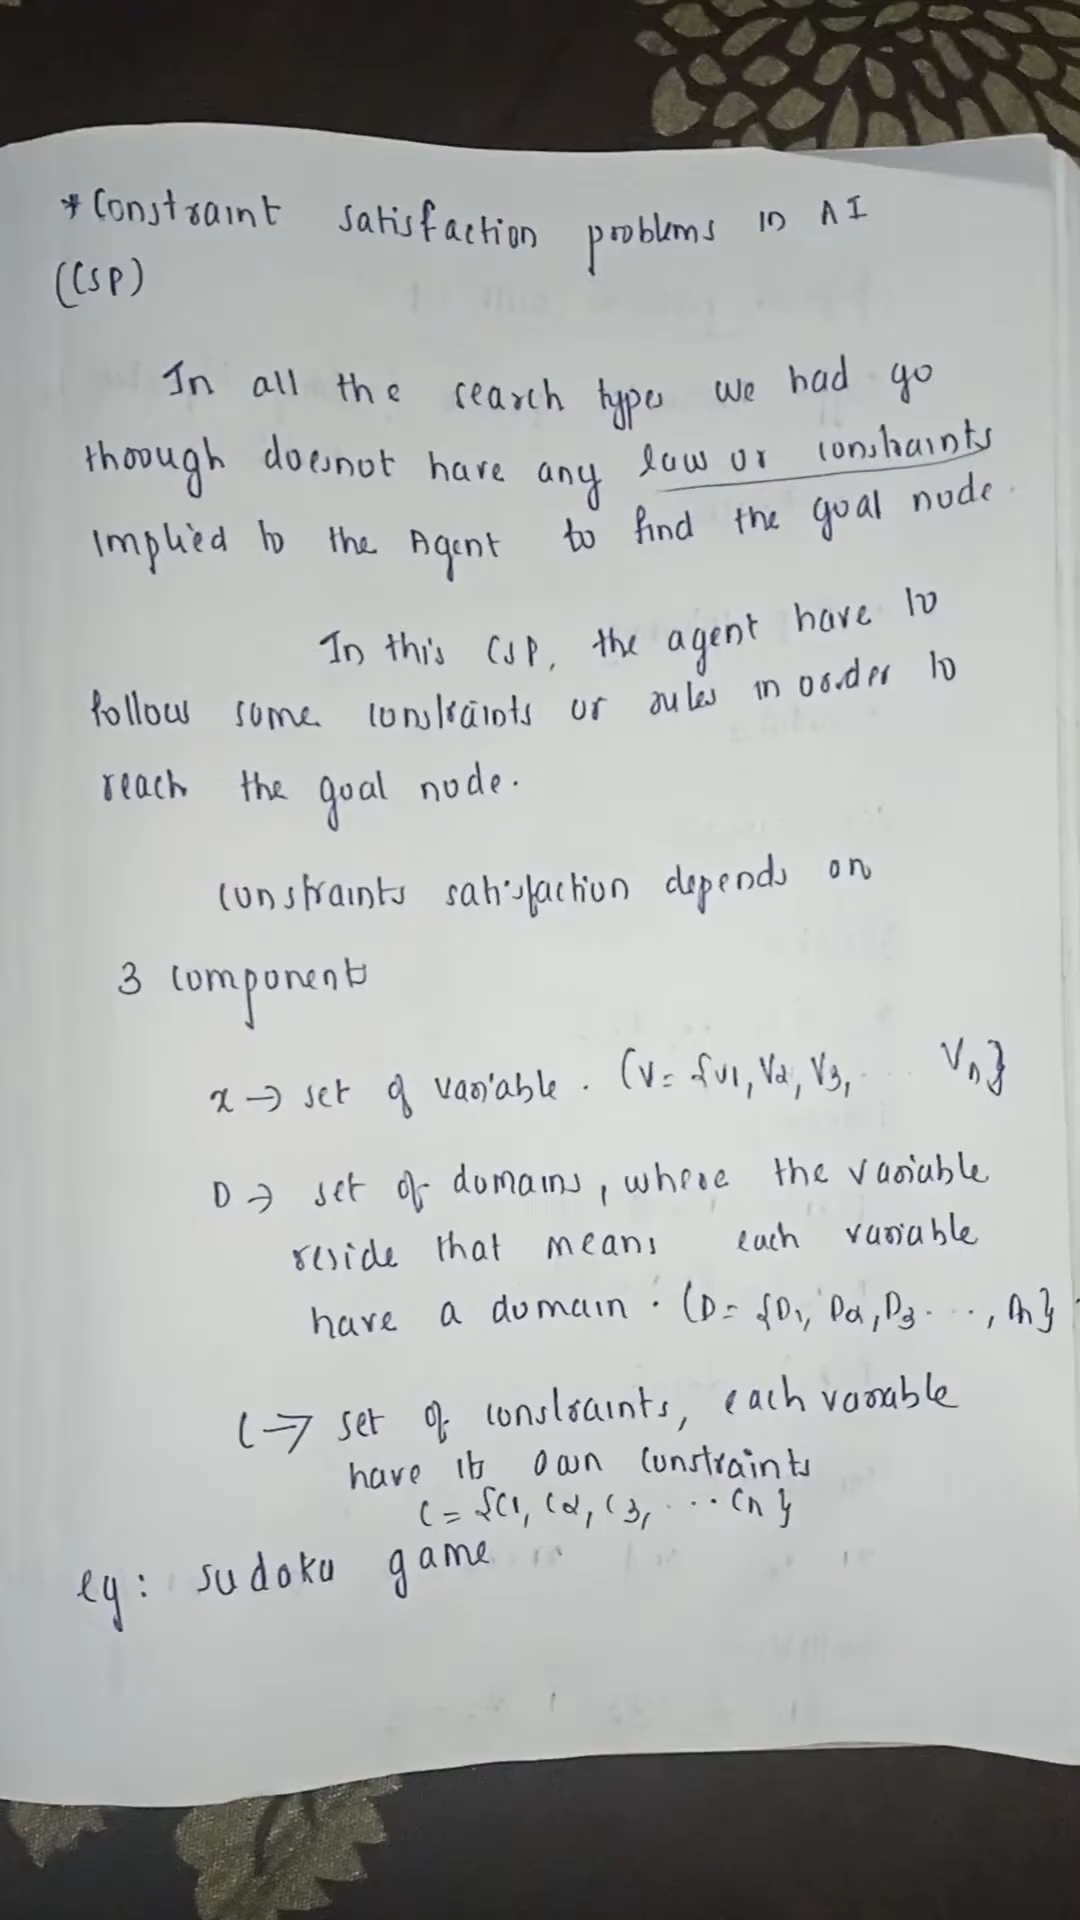 * Constraint satisfaction problems in AI
(CSP)
In all the search types we had go
thoough doesnot have any law or constraints
implied to the Agent to find the goal node.
In this CSP, the agent have to
follow some constraints or rules in order to
reach the goal node.
constraints satisfaction depends on
3 components
x → set of variable. (V = {v1, V2, V3, ... Vn}
D → set of domains, where the variable
reside that means each variable
have a domain. (D = {D1, D2, D3 ..., Dn}
C → set of constraints, each variable
have its own constraints
C = {C1, C2, C3, ... Cn}
eg: sudoku game